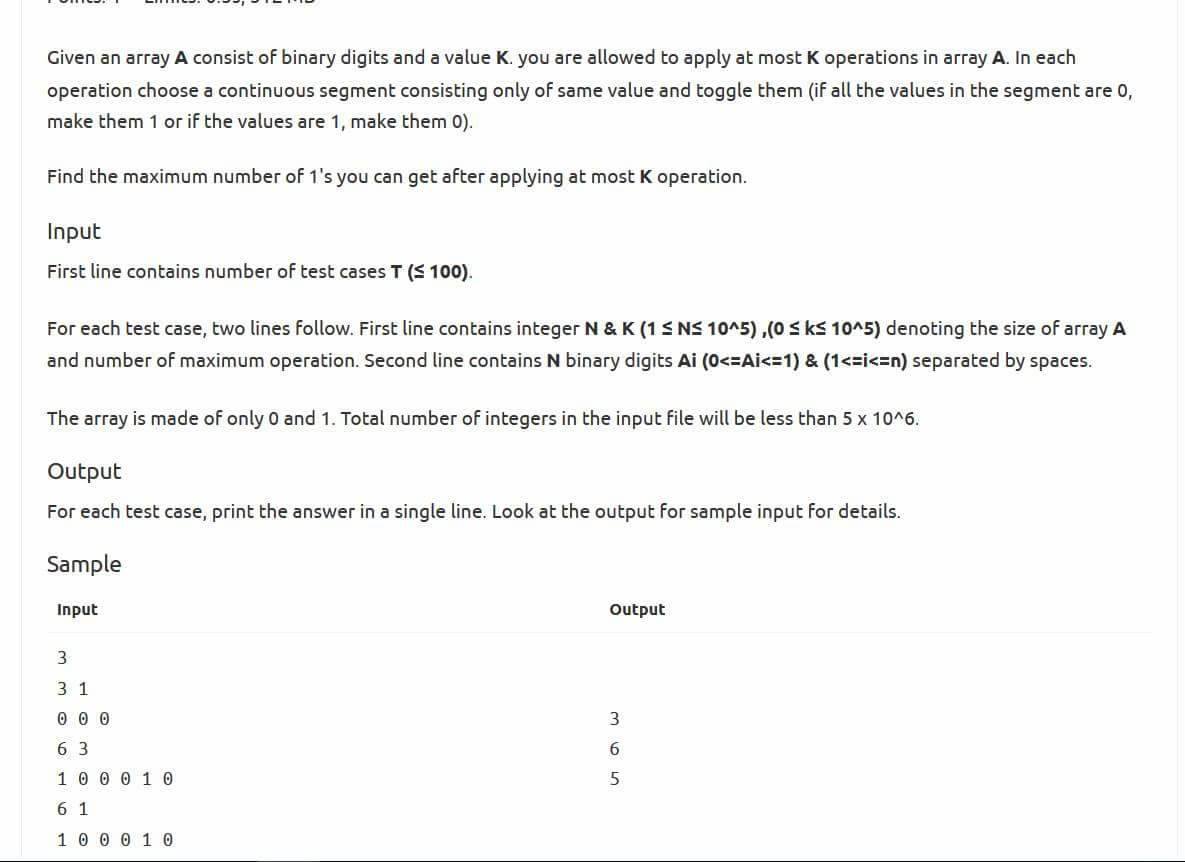 Given an array A consist of binary digits and a value K. you are allowed to apply at most K operations in array A. In each
operation choose a continuous segment consisting only of same value and toggle them (if all the values in the segment are 0,
make them 1 or if the values are 1, make them 0).
Find the maximum number of 1's you can get after applying at most K operation.
Input
First line contains number of test cases T (≤ 100).
For each test case, two lines follow. First line contains integer N & K (1 ≤ N≤ 10^5) ,(0 ≤ k≤ 10^5) denoting the size of array A
and number of maximum operation. Second line contains N binary digits Ai (0<=Ai<=1) & (1<=i<=n) separated by spaces.
The array is made of only 0 and 1. Total number of integers in the input file will be less than 5 x 10^6.
Output
For each test case, print the answer in a single line. Look at the output for sample input for details.
Sample
Input Output
3
3 1
0 0 0 3
6 3 6
1 0 0 0 1 0 5
6 1
1 0 0 0 1 0